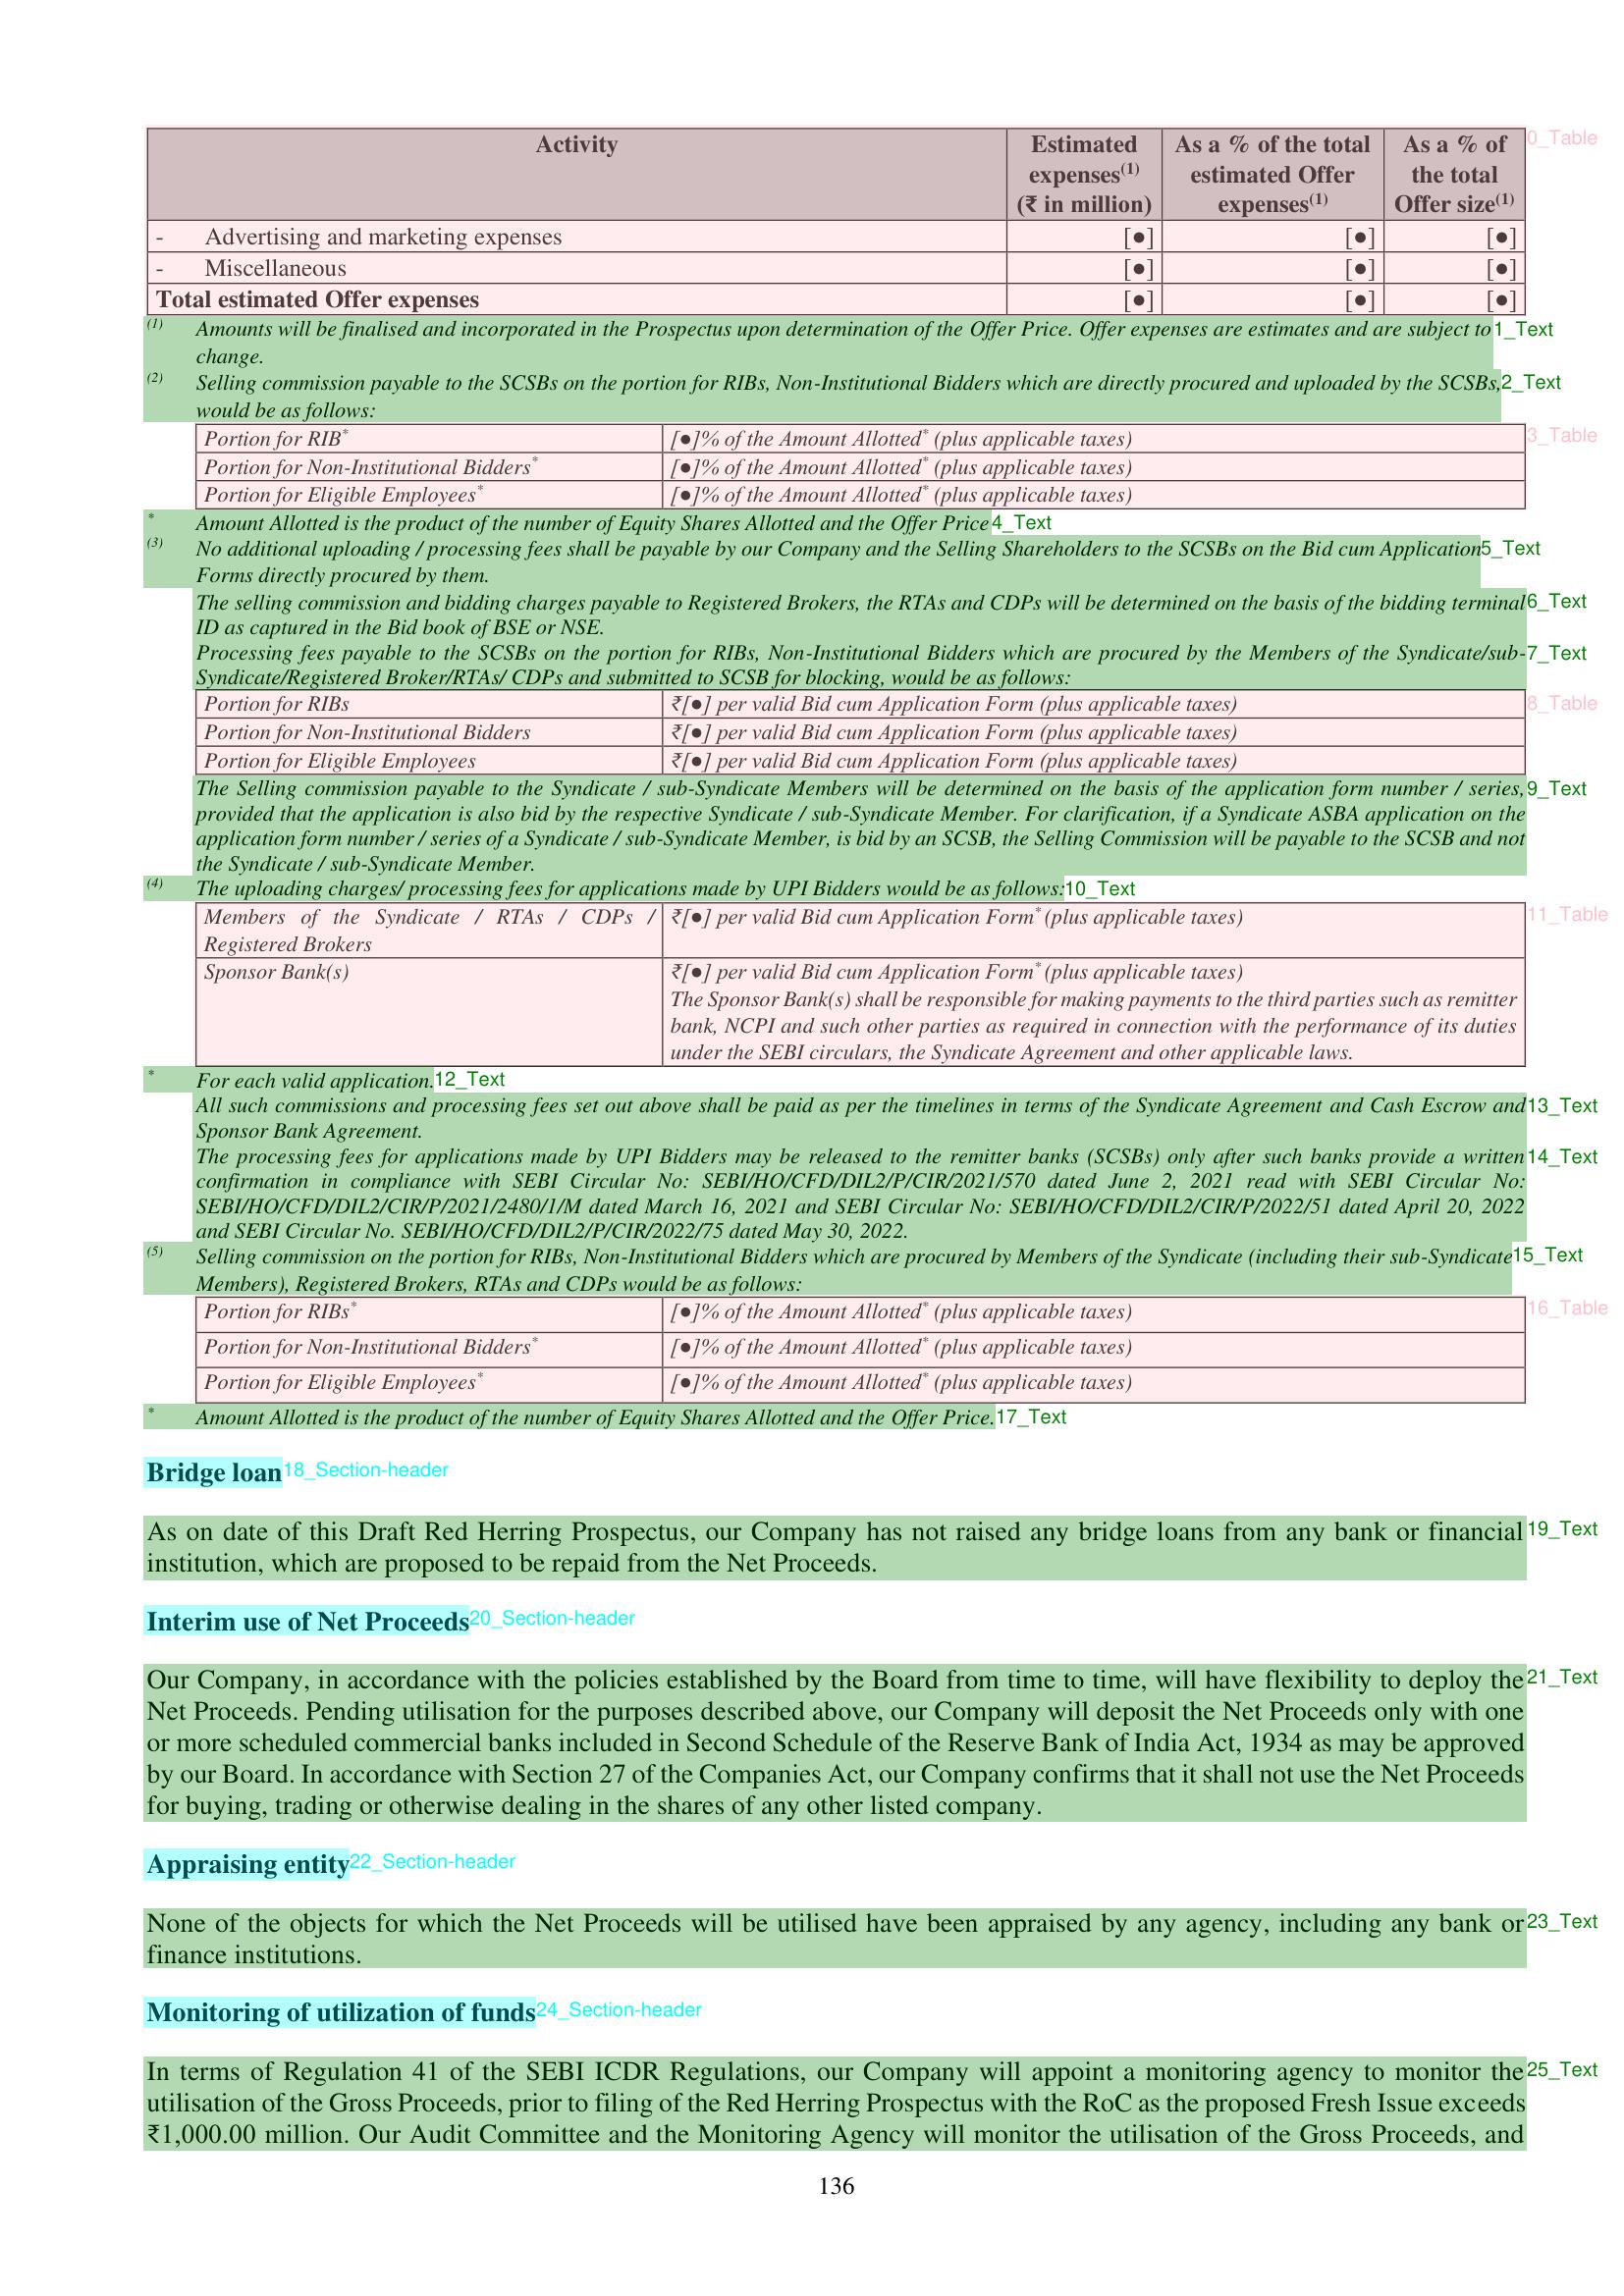 Activity Estimated expenses(1) (₹ in million) As a % of the total estimated Offer expenses(1) As a % of the total Offer size(1) 0_Table
- Advertising and marketing expenses [●] [●] [●]
- Miscellaneous [●] [●] [●]
Total estimated Offer expenses [●] [●] [●]
(1) Amounts will be finalised and incorporated in the Prospectus upon determination of the Offer Price. Offer expenses are estimates and are subject to 1_Text
change.
(2) Selling commission payable to the SCSBs on the portion for RIBs, Non-Institutional Bidders which are directly procured and uploaded by the SCSBs, 2_Text
would be as follows:
Portion for RIB* [●]% of the Amount Allotted* (plus applicable taxes) 3_Table
Portion for Non-Institutional Bidders* [●]% of the Amount Allotted* (plus applicable taxes)
Portion for Eligible Employees* [●]% of the Amount Allotted* (plus applicable taxes)
* Amount Allotted is the product of the number of Equity Shares Allotted and the Offer Price 4_Text
(3) No additional uploading / processing fees shall be payable by our Company and the Selling Shareholders to the SCSBs on the Bid cum Application 5_Text
Forms directly procured by them.
The selling commission and bidding charges payable to Registered Brokers, the RTAs and CDPs will be determined on the basis of the bidding terminal 6_Text
ID as captured in the Bid book of BSE or NSE.
Processing fees payable to the SCSBs on the portion for RIBs, Non-Institutional Bidders which are procured by the Members of the Syndicate/sub- 7_Text
Syndicate/Registered Broker/RTAs/ CDPs and submitted to SCSB for blocking, would be as follows:
Portion for RIBs ₹[●] per valid Bid cum Application Form (plus applicable taxes) 8_Table
Portion for Non-Institutional Bidders ₹[●] per valid Bid cum Application Form (plus applicable taxes)
Portion for Eligible Employees ₹[●] per valid Bid cum Application Form (plus applicable taxes)
The Selling commission payable to the Syndicate / sub-Syndicate Members will be determined on the basis of the application form number / series, 9_Text
provided that the application is also bid by the respective Syndicate / sub-Syndicate Member. For clarification, if a Syndicate ASBA application on the
application form number / series of a Syndicate / sub-Syndicate Member, is bid by an SCSB, the Selling Commission will be payable to the SCSB and not
the Syndicate / sub-Syndicate Member.
(4) The uploading charges/ processing fees for applications made by UPI Bidders would be as follows: 10_Text
Members of the Syndicate / RTAs / CDPs / ₹[●] per valid Bid cum Application Form* (plus applicable taxes) 11_Table
Registered Brokers
Sponsor Bank(s) ₹[●] per valid Bid cum Application Form* (plus applicable taxes)
The Sponsor Bank(s) shall be responsible for making payments to the third parties such as remitter
bank, NCPI and such other parties as required in connection with the performance of its duties
under the SEBI circulars, the Syndicate Agreement and other applicable laws.
* For each valid application. 12_Text
All such commissions and processing fees set out above shall be paid as per the timelines in terms of the Syndicate Agreement and Cash Escrow and 13_Text
Sponsor Bank Agreement.
The processing fees for applications made by UPI Bidders may be released to the remitter banks (SCSBs) only after such banks provide a written 14_Text
confirmation in compliance with SEBI Circular No: SEBI/HO/CFD/DIL2/P/CIR/2021/570 dated June 2, 2021 read with SEBI Circular No:
SEBI/HO/CFD/DIL2/CIR/P/2021/2480/1/M dated March 16, 2021 and SEBI Circular No: SEBI/HO/CFD/DIL2/CIR/P/2022/51 dated April 20, 2022
and SEBI Circular No. SEBI/HO/CFD/DIL2/P/CIR/2022/75 dated May 30, 2022.
(5) Selling commission on the portion for RIBs, Non-Institutional Bidders which are procured by Members of the Syndicate (including their sub-Syndicate 15_Text
Members), Registered Brokers, RTAs and CDPs would be as follows:
Portion for RIBs* [●]% of the Amount Allotted* (plus applicable taxes) 16_Table
Portion for Non-Institutional Bidders* [●]% of the Amount Allotted* (plus applicable taxes)
Portion for Eligible Employees* [●]% of the Amount Allotted* (plus applicable taxes)
* Amount Allotted is the product of the number of Equity Shares Allotted and the Offer Price. 17_Text
Bridge loan 18_Section-header
As on date of this Draft Red Herring Prospectus, our Company has not raised any bridge loans from any bank or financial 19_Text
institution, which are proposed to be repaid from the Net Proceeds.
Interim use of Net Proceeds 20_Section-header
Our Company, in accordance with the policies established by the Board from time to time, will have flexibility to deploy the 21_Text
Net Proceeds. Pending utilisation for the purposes described above, our Company will deposit the Net Proceeds only with one
or more scheduled commercial banks included in Second Schedule of the Reserve Bank of India Act, 1934 as may be approved
by our Board. In accordance with Section 27 of the Companies Act, our Company confirms that it shall not use the Net Proceeds
for buying, trading or otherwise dealing in the shares of any other listed company.
Appraising entity 22_Section-header
None of the objects for which the Net Proceeds will be utilised have been appraised by any agency, including any bank or 23_Text
finance institutions.
Monitoring of utilization of funds 24_Section-header
In terms of Regulation 41 of the SEBI ICDR Regulations, our Company will appoint a monitoring agency to monitor the 25_Text
utilisation of the Gross Proceeds, prior to filing of the Red Herring Prospectus with the RoC as the proposed Fresh Issue exceeds
₹1,000.00 million. Our Audit Committee and the Monitoring Agency will monitor the utilisation of the Gross Proceeds, and
136